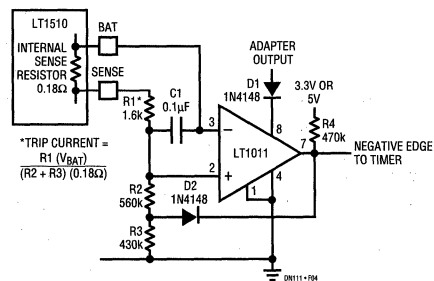 LT1510
BAT
INTERNAL
SENSE
RESISTOR
0.18Ω
SENSE
ADAPTER
OUTPUT
D1
1N4148
3.3V OR
5V
C1
0.1µF
R1*
1.6k
R4
470k
3
8
7
*TRIP CURRENT =
R1 (VBAT)
(R2 + R3) (0.18Ω)
−
LT1011
NEGATIVE EDGE
TO TIMER
2
+
1
4
R2
560k
D2
1N4148
R3
430k
DN111 • F04